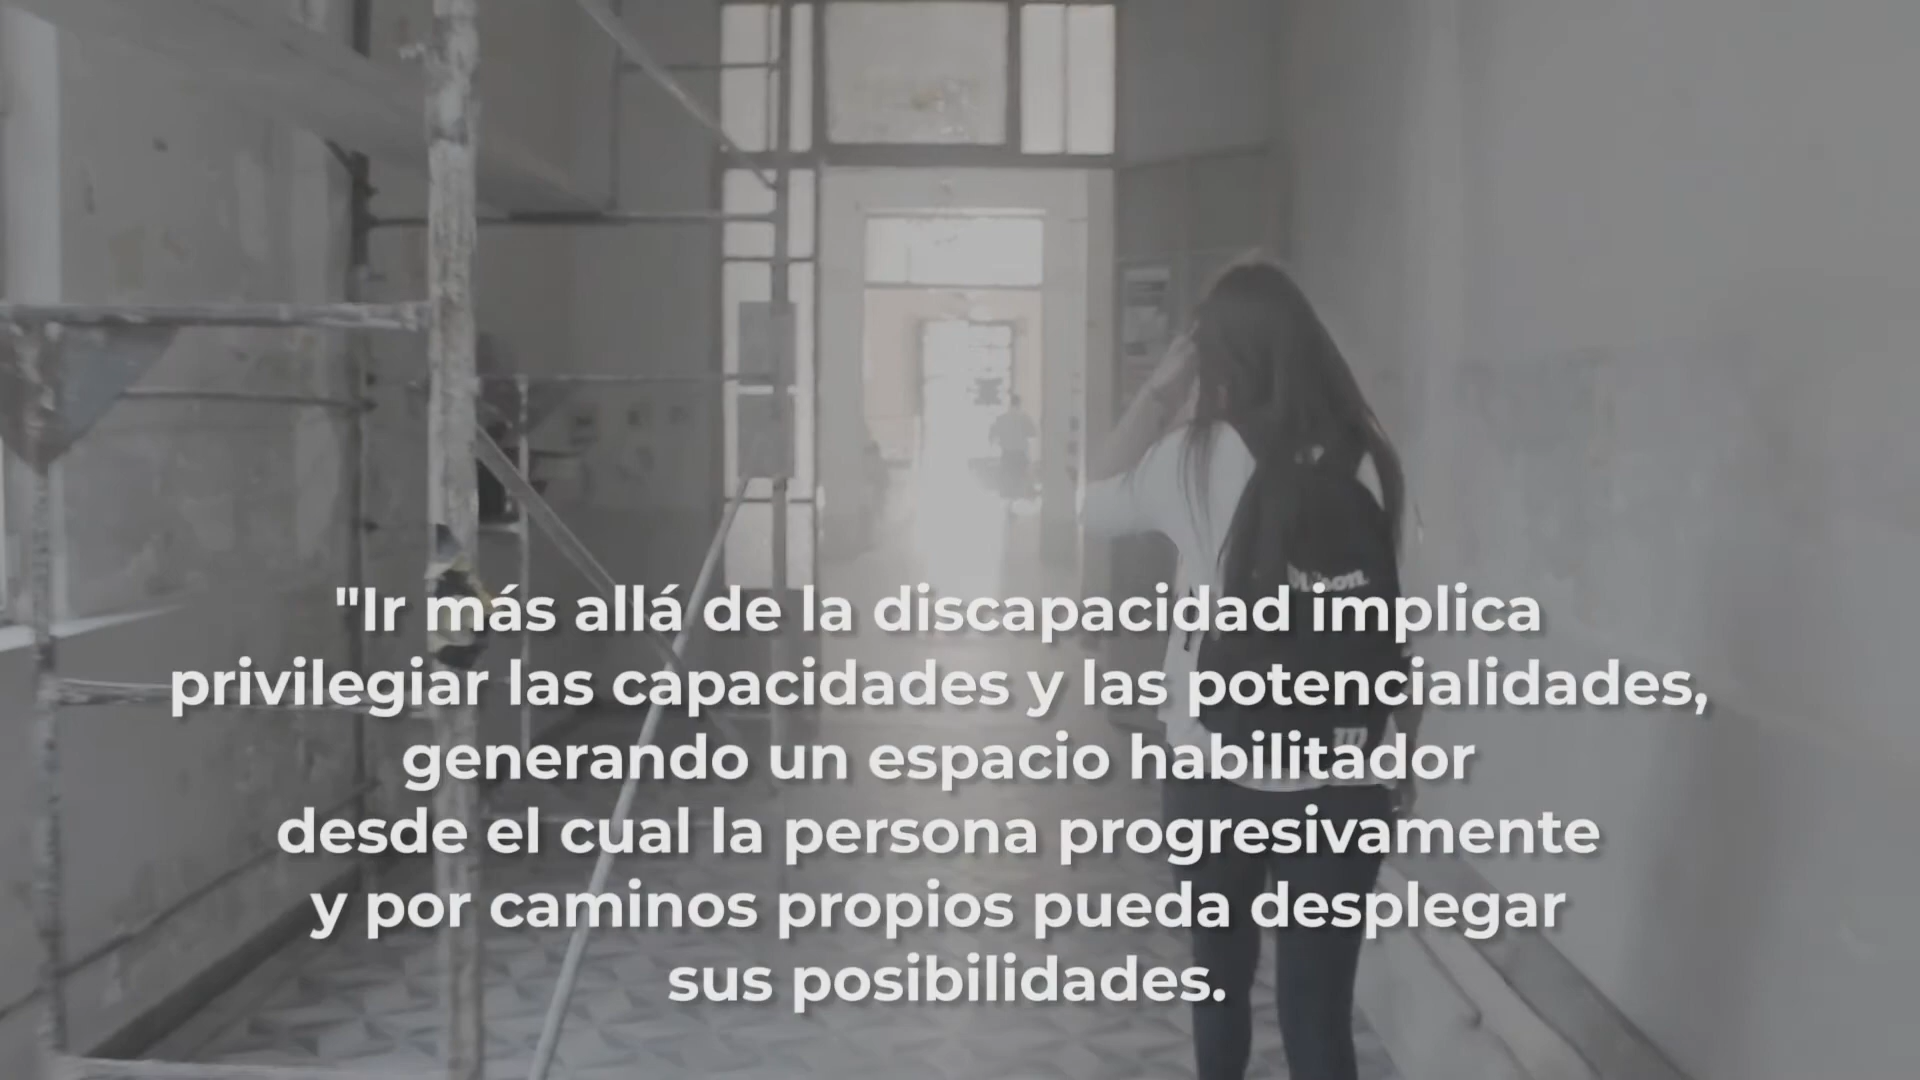 "Ir más allá de la discapacidad implica
privilegiar las capacidades y las potencialidades,
generando un espacio habilitador
desde el cual la persona progresivamente
y por caminos propios pueda desplegar
sus posibilidades.